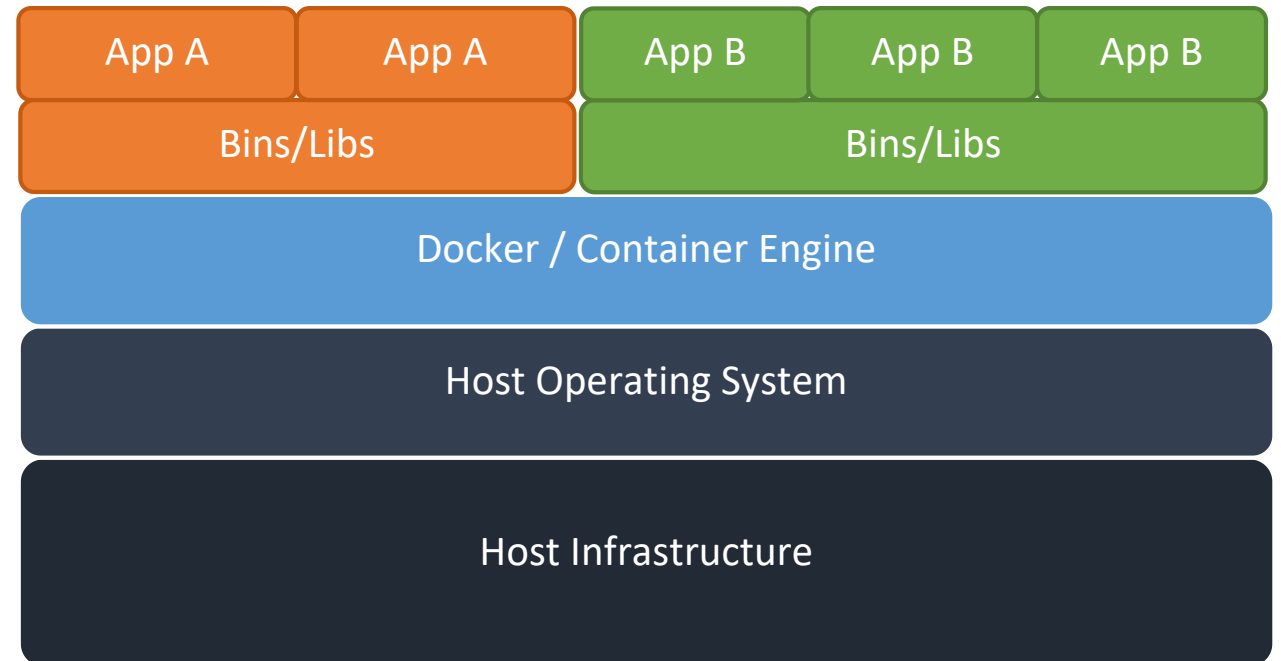 App A
App A
App B
App B
App B
Bins/Libs
Bins/Libs
Docker / Container Engine
Host Operating System
Host Infrastructure